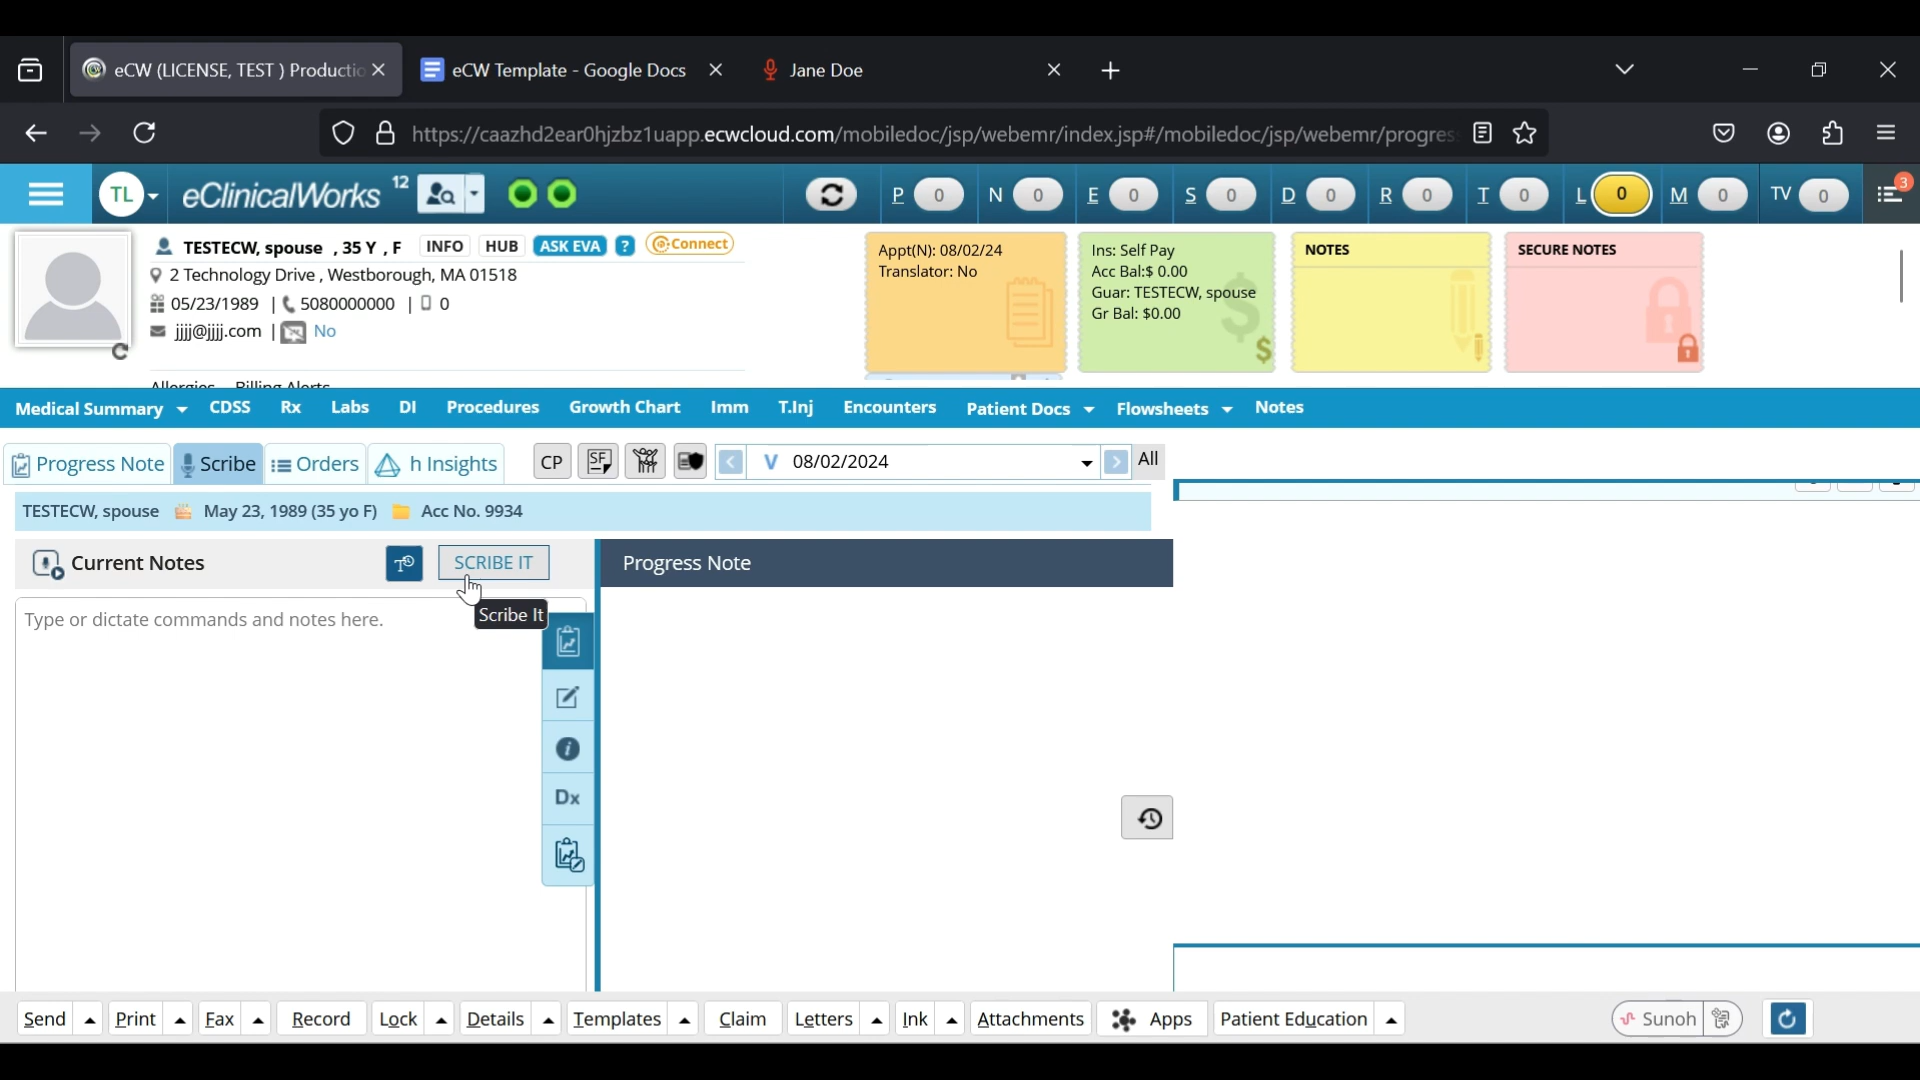 eCW (LICENSE, TEST ) Productio
eCW Template - Google Docs
Jane Doe
https://caazhd2ear0hjzbz1uapp.ecwcloud.com/mobiledoc/jsp/webemr/index.jsp#/mobiledoc/jsp/webemr/progres
TL
eClinicalWorks 12
P 0
N 0
E 0
S 0
D 0
R 0
T 0
L 0
M 0
TV 0
3
TESTECW, spouse , 35 Y , F INFO HUB ASK EVA ? Connect
2 Technology Drive , Westborough, MA 01518
05/23/1989 | 5080000000 | 0
jjjj@jjjj.com | No
Allergies Billing Alerts
Appt(N): 08/02/24
Translator: No
Ins: Self Pay
Acc Bal:$ 0.00
Guar: TESTECW, spouse
Gr Bal: $0.00
NOTES
SECURE NOTES
Medical Summary CDSS Rx Labs DI Procedures Growth Chart Imm T.Inj Encounters Patient Docs Flowsheets Notes
Progress Note Scribe Orders h Insights CP SF V 08/02/2024 All
TESTECW, spouse May 23, 1989 (35 yo F) Acc No. 9934
Current Notes T SCRIBE IT Progress Note
Scribe It
Type or dictate commands and notes here.
Dx
Send Print Fax Record Lock Details Templates Claim Letters Ink Attachments Apps Patient Education Sunoh